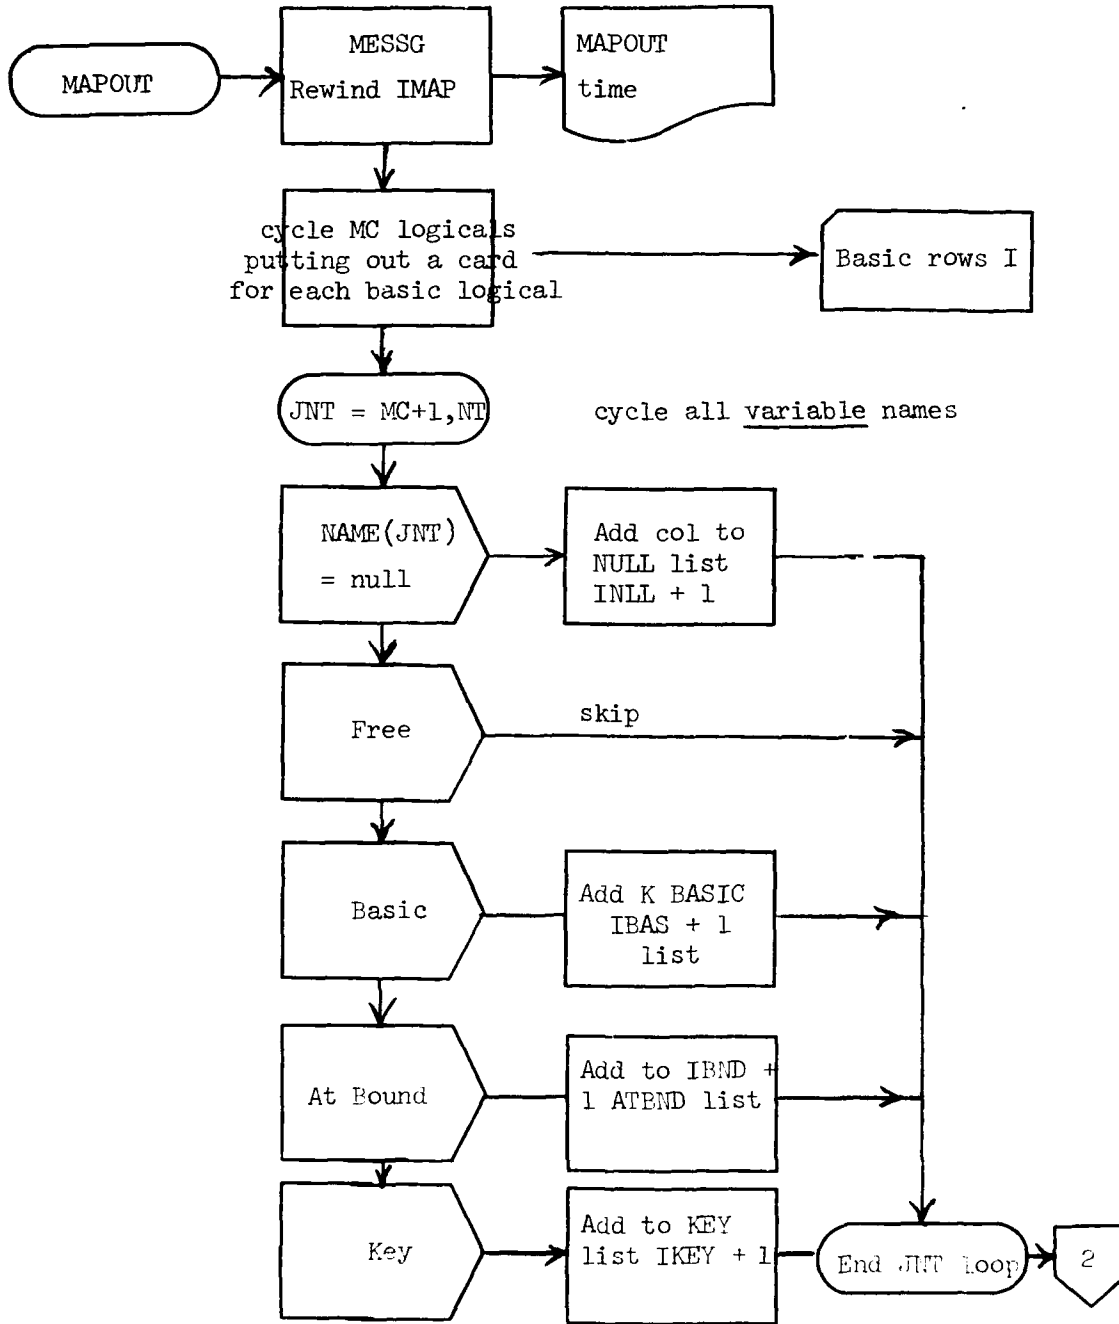 MAPOUT
MESSG
Rewind IMAP
MAPOUT
time
cycle MC logicals
putting out a card
for each basic logical
Basic rows I
JNT = MC+1,NT
cycle all variable names
NAME(JNT)
= null
Add col to
NULL list
INLL + 1
Free
skip
Basic
Add K BASIC
IBAS + 1
list
At Bound
Add to IBND +
1 ATBND list
Key
Add to KEY
list IKEY + 1
End JNT loop
2